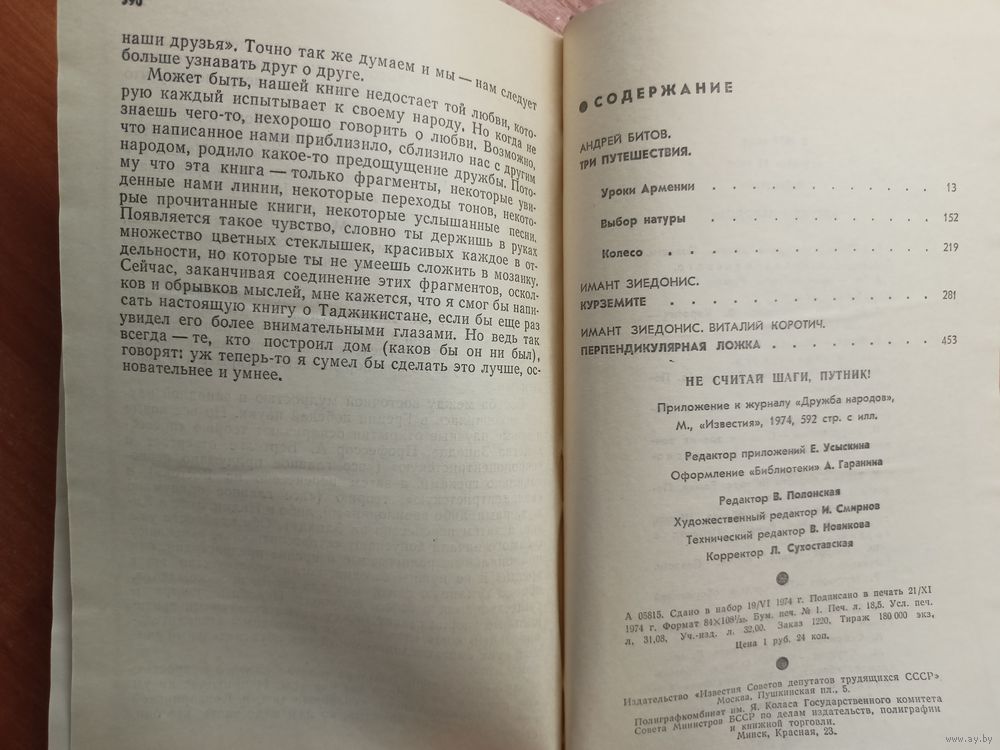 590
наши друзья». Точно так же думаем и мы — нам следует
больше узнавать друг о друге.
Может быть, нашей книге недостает той любви, кото-
рую каждый испытывает к своему народу. Но когда не
знаешь чего-то, нехорошо говорить о любви. Возможно,
что написанное нами приблизило, сблизило нас с другим
народом, родило какое-то предощущение дружбы. Пото-
му что эта книга — только фрагменты, некоторые уви-
денные нами линии, некоторые переходы тонов, некото-
рые прочитанные книги, некоторые услышанные песни.
Появляется такое чувство, словно ты держишь в руках
множество цветных стеклышек, красивых каждое в от-
дельности, но которые ты не умеешь сложить в мозаику.
Сейчас, заканчивая соединение этих фрагментов, оскол-
ков и обрывков мыслей, мне кажется, что я смог бы напи-
сать настоящую книгу о Таджикистане, если бы еще раз
увидел его более внимательными глазами. Но ведь так
всегда — те, кто построил дом (каков бы он ни был),
говорят: уж теперь-то я сумел бы сделать это лучше, ос-
новательнее и умнее.
СОДЕРЖАНИЕ
АНДРЕЙ БИТОВ.
ТРИ ПУТЕШЕСТВИЯ.
Уроки Армении . . . . . . . . . . . 13
Выбор натуры . . . . . . . . . . . 152
Колесо . . . . . . . . . . . . 219
ИМАНТ ЗИЕДОНИС.
КУРЗЕМИТЕ . . . . . . . . . . . . 281
ИМАНТ ЗИЕДОНИС. ВИТАЛИЙ КОРОТИЧ.
ПЕРПЕНДИКУЛЯРНАЯ ЛОЖКА . . . . . . . . 453
НЕ СЧИТАЙ ШАГИ, ПУТНИК!
Приложение к журналу «Дружба народов»,
М., «Известия», 1974, 592 стр. с илл.
Редактор приложений Е. Усыскина
Оформление «Библиотеки» А. Гаранина
Редактор В. Полонская
Художественный редактор И. Смирнов
Технический редактор В. Новикова
Корректор Л. Сухоставская
А 05815. Сдано в набор 19/VI 1974 г. Подписано в печать 21/XI
1974 г. Формат 84×108¹/₃₂. Бум. печ. № 1. Печ. л. 18,5. Усл. печ.
л. 31,08. Уч.-изд. л. 32,00. Заказ 1220. Тираж 180 000 экз.
Цена 1 руб. 24 коп.
Издательство «Известия Советов депутатов трудящихся СССР»
Москва, Пушкинская пл., 5.
Полиграфкомбинат им. Я. Коласа Государственного комитета
Совета Министров БССР по делам издательств, полиграфии
и книжной торговли.
Минск, Красная, 23.
www.ay.by